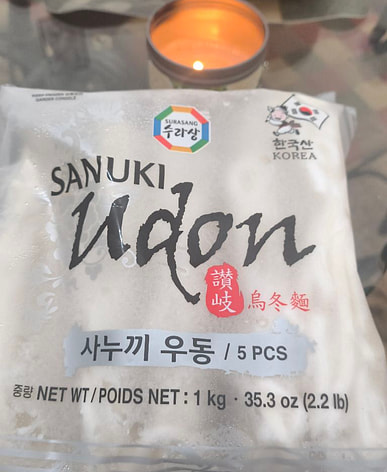 SURASANG
수라상
한국산
KOREA
SANUKI
udon
讚岐
烏冬麵
사누끼 우동 / 5 PCS
중량 NET WT/POIDS NET : 1 kg · 35.3 oz (2.2 lb)